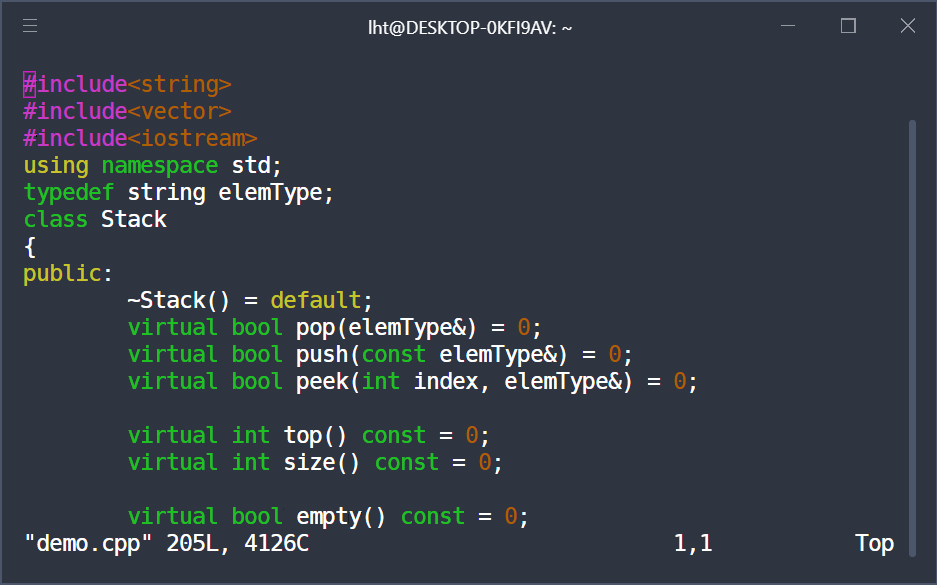 lht@DESKTOP-0KFI9AV: ~
#include<string>
#include<vector>
#include<iostream>
using namespace std;
typedef string elemType;
class Stack
{
public:
        ~Stack() = default;
        virtual bool pop(elemType&) = 0;
        virtual bool push(const elemType&) = 0;
        virtual bool peek(int index, elemType&) = 0;

        virtual int top() const = 0;
        virtual int size() const = 0;

        virtual bool empty() const = 0;
"demo.cpp" 205L, 4126C 1,1 Top